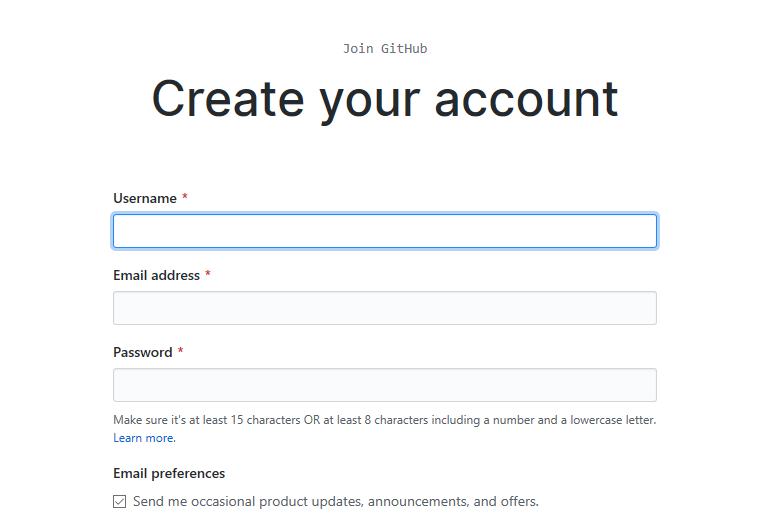 Join GitHub
Create your account
Username *
Email address *
Password *
Make sure it's at least 15 characters OR at least 8 characters including a number and a lowercase letter.
Learn more.
Email preferences
Send me occasional product updates, announcements, and offers.